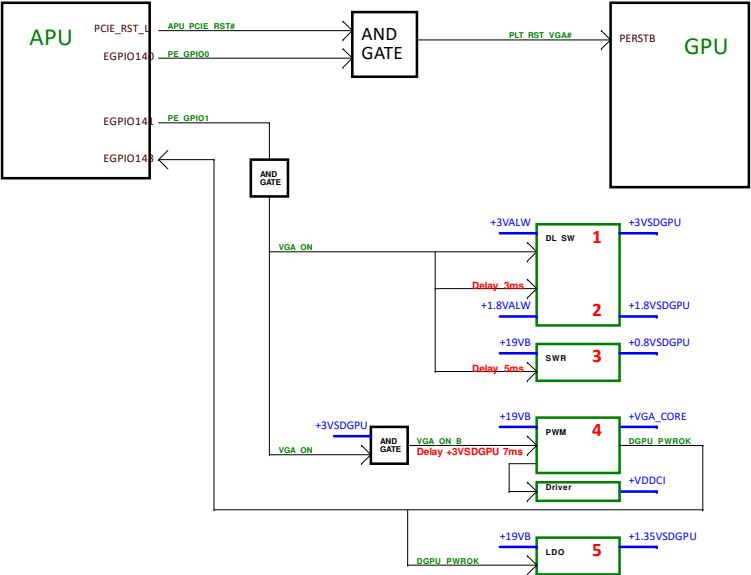 APU
PCIE_RST_L
APU_PCIE_RST#
EGPIO140
PE_GPIO0
AND
GATE
PLT_RST_VGA#
PERSTB
GPU
EGPIO141
PE_GPIO1
EGPIO143
AND
GATE
VGA_ON
+3VALW
DL SW
1
+3VSDGPU
Delay 3ms
+1.8VALW
2
+1.8VSDGPU
+19VB
SWR
3
+0.8VSDGPU
Delay 5ms
+3VSDGPU
VGA_ON
AND
GATE
VGA_ON_B
Delay +3VSDGPU 7ms
+19VB
PWM
4
+VGA_CORE
DGPU_PWROK
Driver
+VDDCI
+19VB
LDO
5
+1.35VSDGPU
DGPU_PWROK